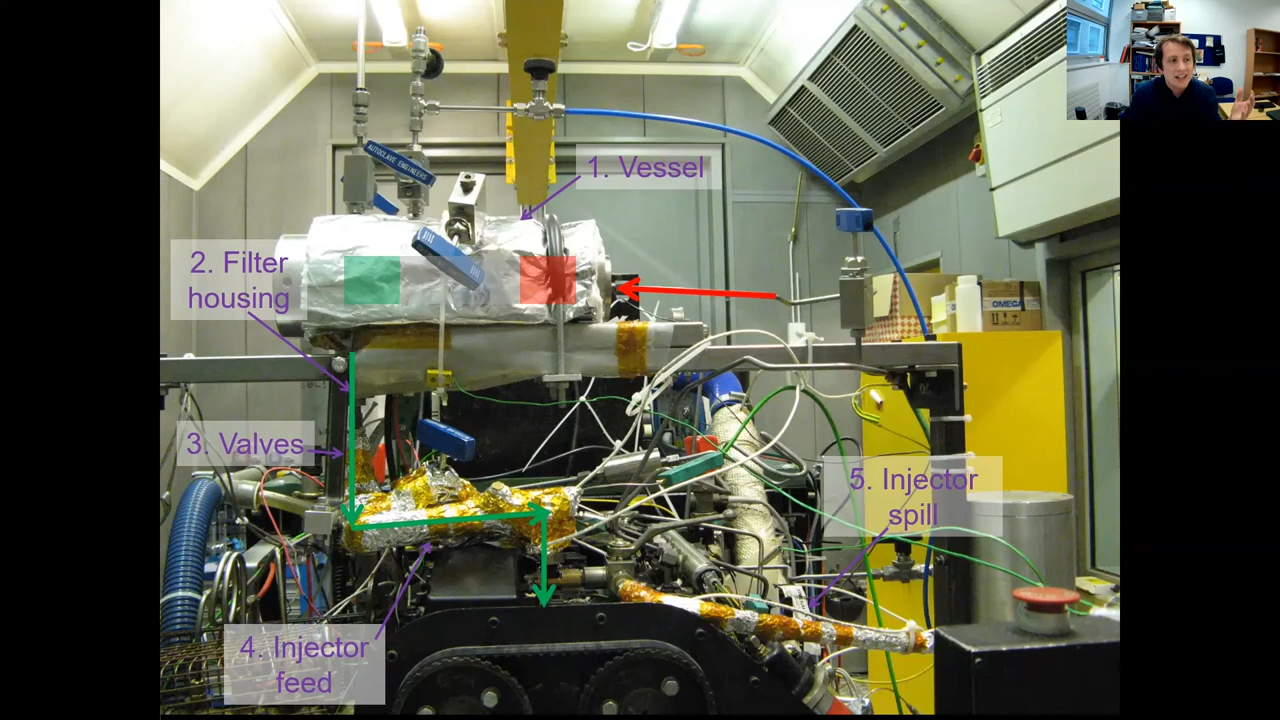 AUTOCLAVE ENGINEERS
1. Vessel
2. Filter
housing
3. Valves
5. Injector
spill
4. Injector
feed
OMEGA